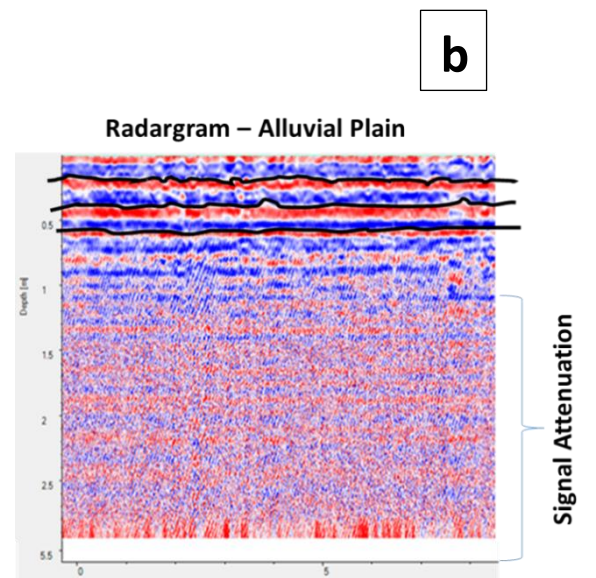 b
Radargram – Alluvial Plain
0.5
1
1.5
2
2.5
5.5
Depth [m]
0
5
Signal Attenuation